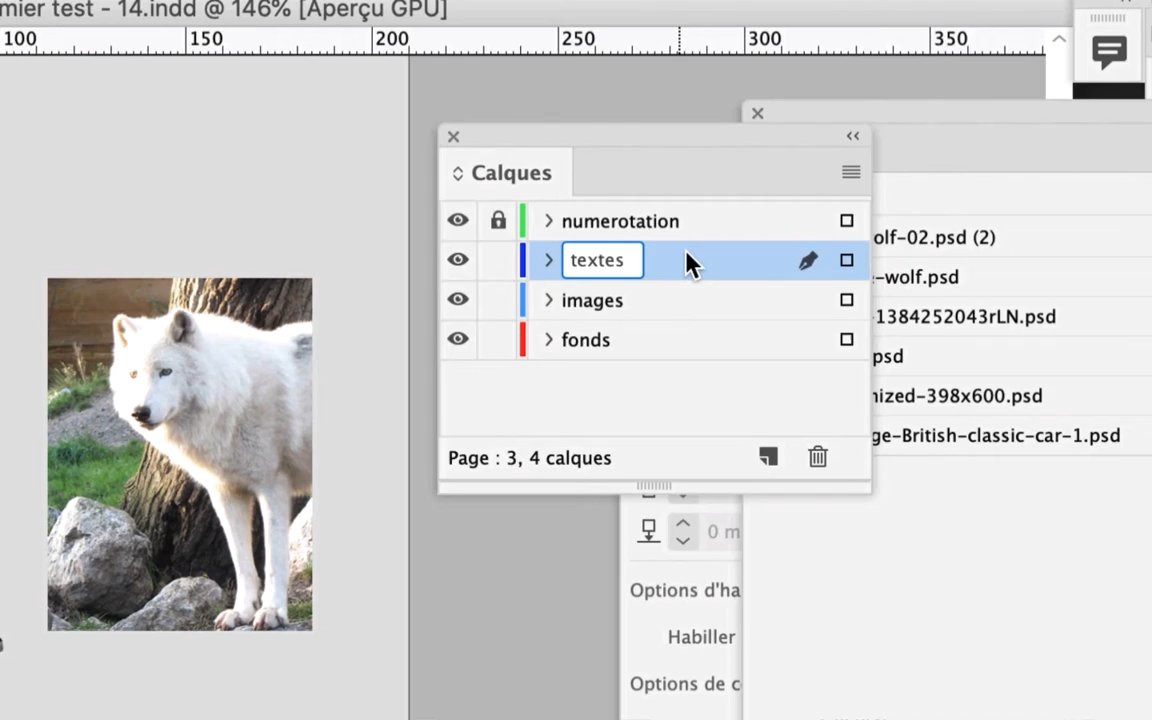 mier test - 14.indd @ 146% [Aperçu GPU]
100 150 200 250 300 350
Calques
numerotation
textes
images
fonds
Page : 3, 4 calques
olf-02.psd (2)
-wolf.psd
1384252043rLN.psd
psd
nized-398x600.psd
ge-British-classic-car-1.psd
0 m
Options d'ha
Habiller
Options de c